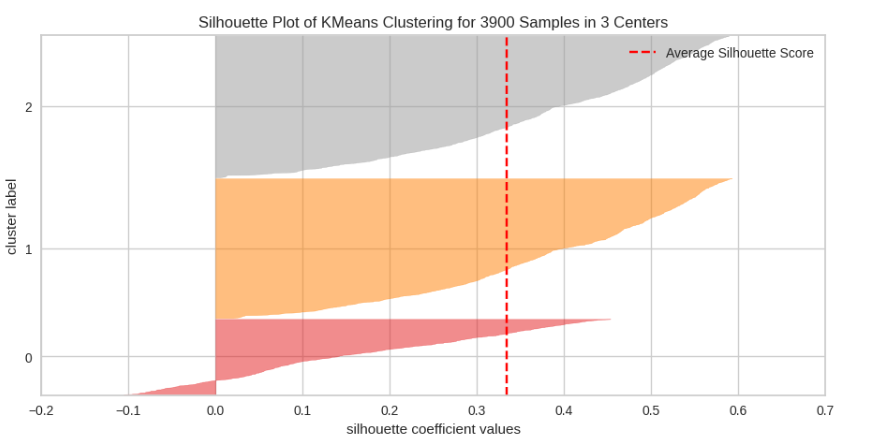 Silhouette Plot of KMeans Clustering for 3900 Samples in 3 Centers
Average Silhouette Score
2
1
0
cluster label
−0.2 −0.1 0.0 0.1 0.2 0.3 0.4 0.5 0.6 0.7
silhouette coefficient values